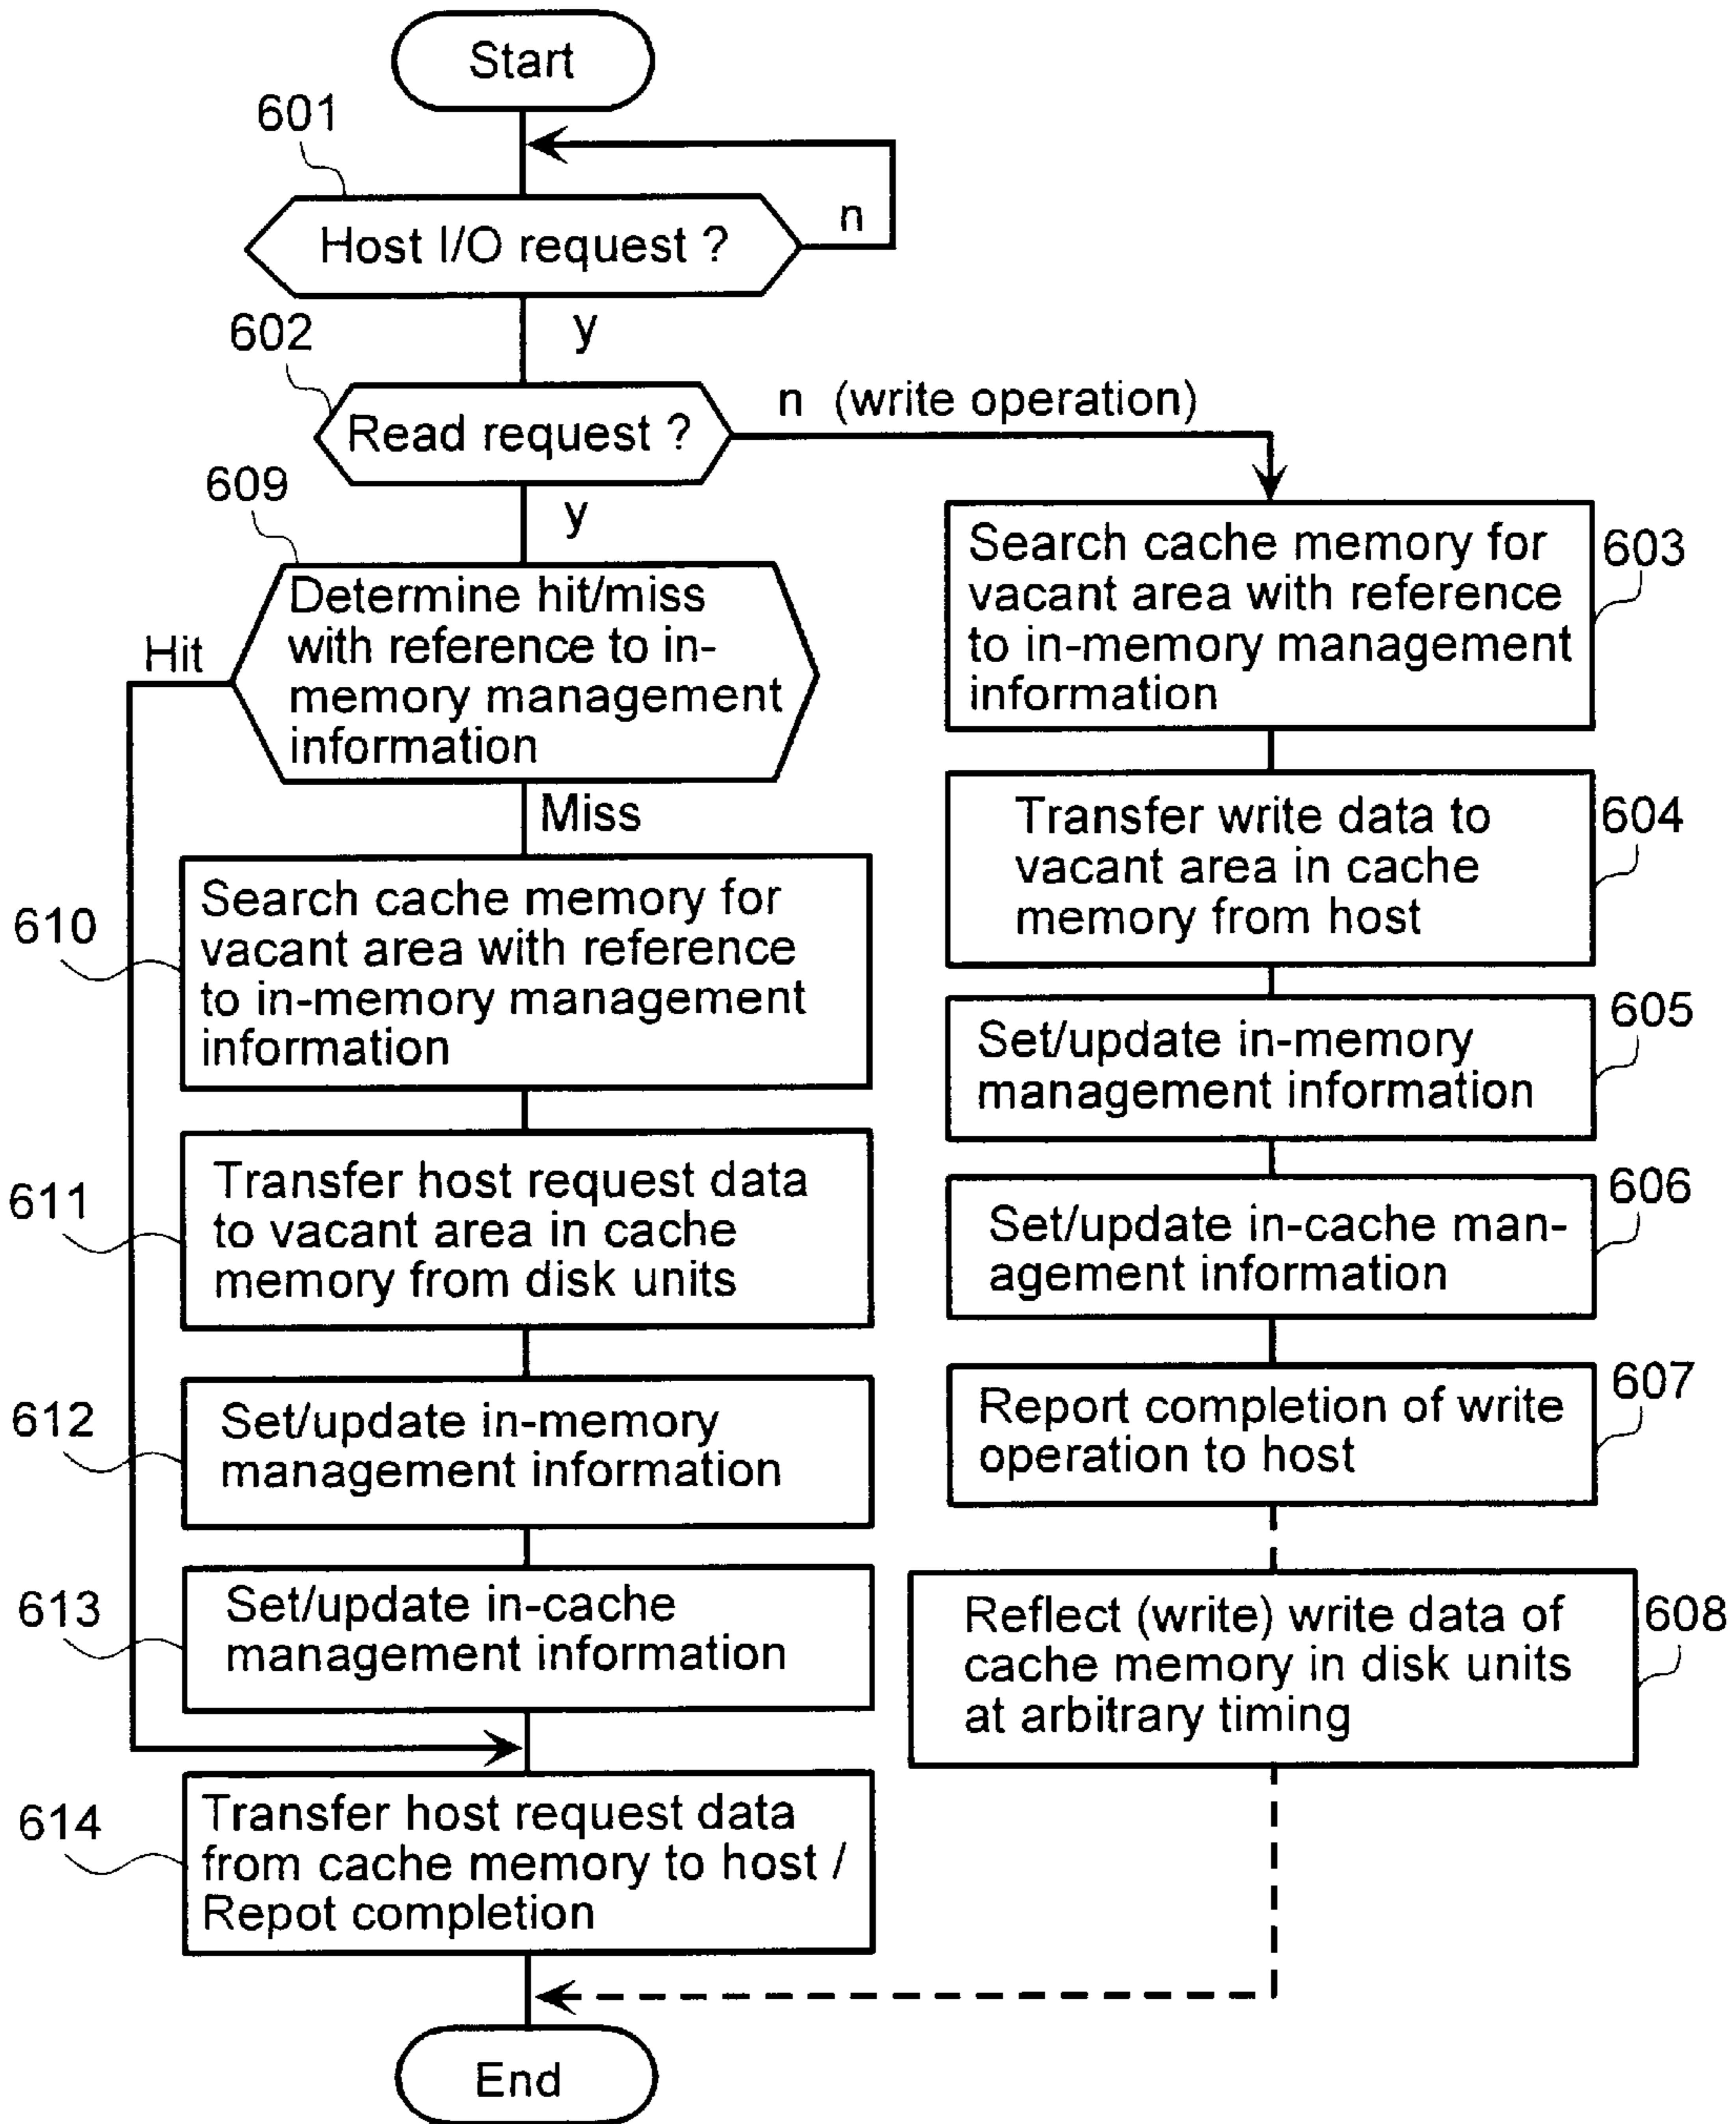 Start
601
Host I/O request ?
n
y
602
Read request ?
n (write operation)
y
609
Determine hit/miss
with reference to in-
memory management
information
Hit
Miss
610
Search cache memory for
vacant area with reference
to in-memory management
information
611
Transfer host request data
to vacant area in cache
memory from disk units
612
Set/update in-memory
management information
613
Set/update in-cache
management information
614
Transfer host request data
from cache memory to host /
Repot completion
Search cache memory for
vacant area with reference
to in-memory management
information
603
Transfer write data to
vacant area in cache
memory from host
604
Set/update in-memory
management information
605
Set/update in-cache man-
agement information
606
Report completion of write
operation to host
607
Reflect (write) write data of
cache memory in disk units
at arbitrary timing
608
End